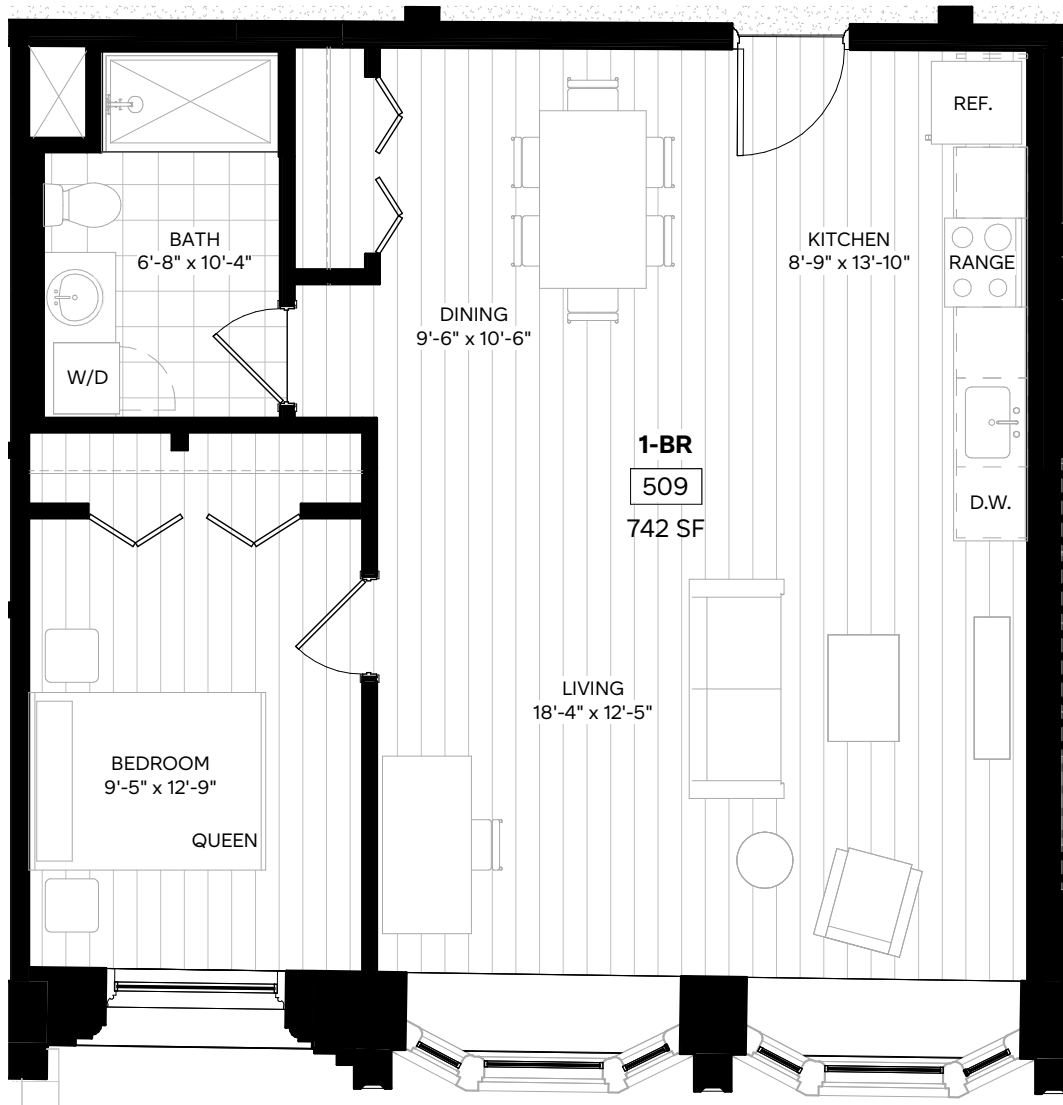 REF.
BATH
6'-8" x 10'-4"
KITCHEN
8'-9" x 13'-10"
RANGE
DINING
9'-6" x 10'-6"
W/D
1-BR
509
742 SF
D.W.
LIVING
18'-4" x 12'-5"
BEDROOM
9'-5" x 12'-9"
QUEEN